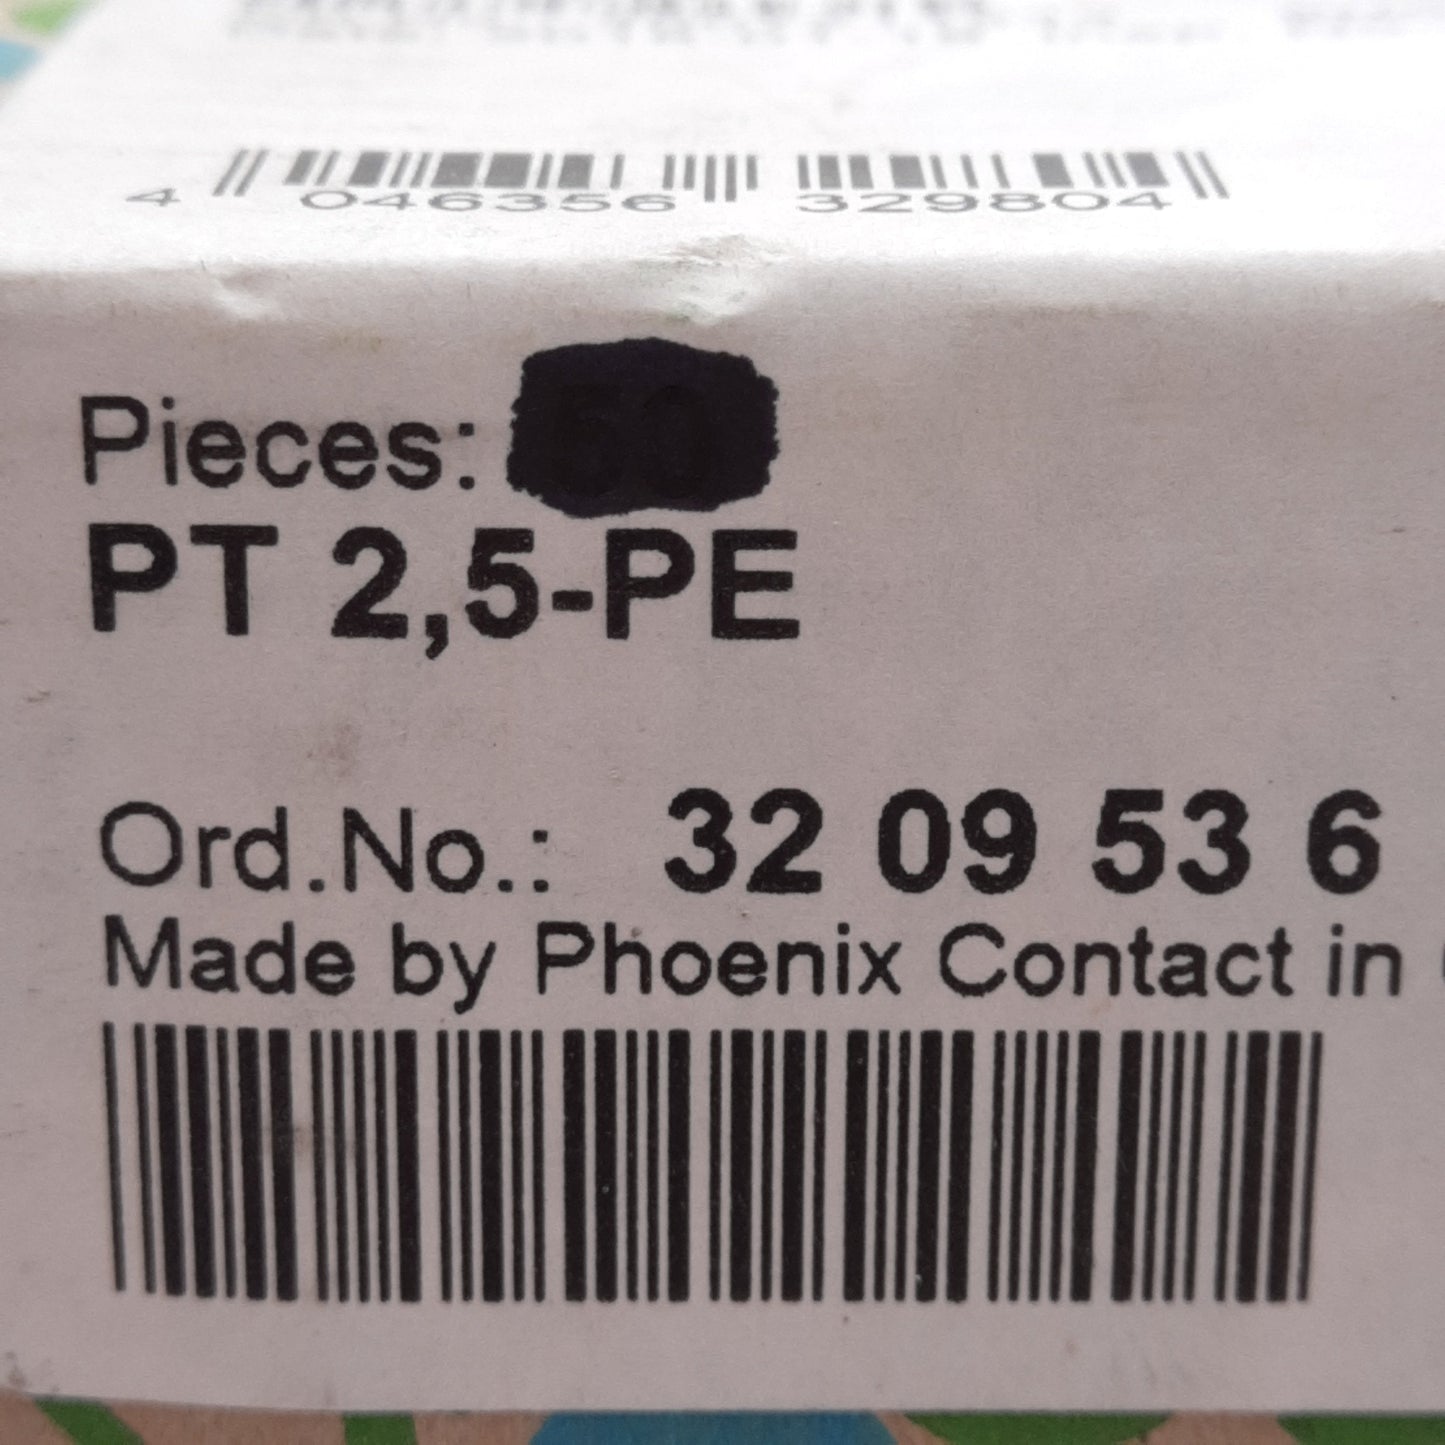 4 046356 329804
Pieces:
PT 2,5-PE
Ord.No.: 32 09 53 6
Made by Phoenix Contact in